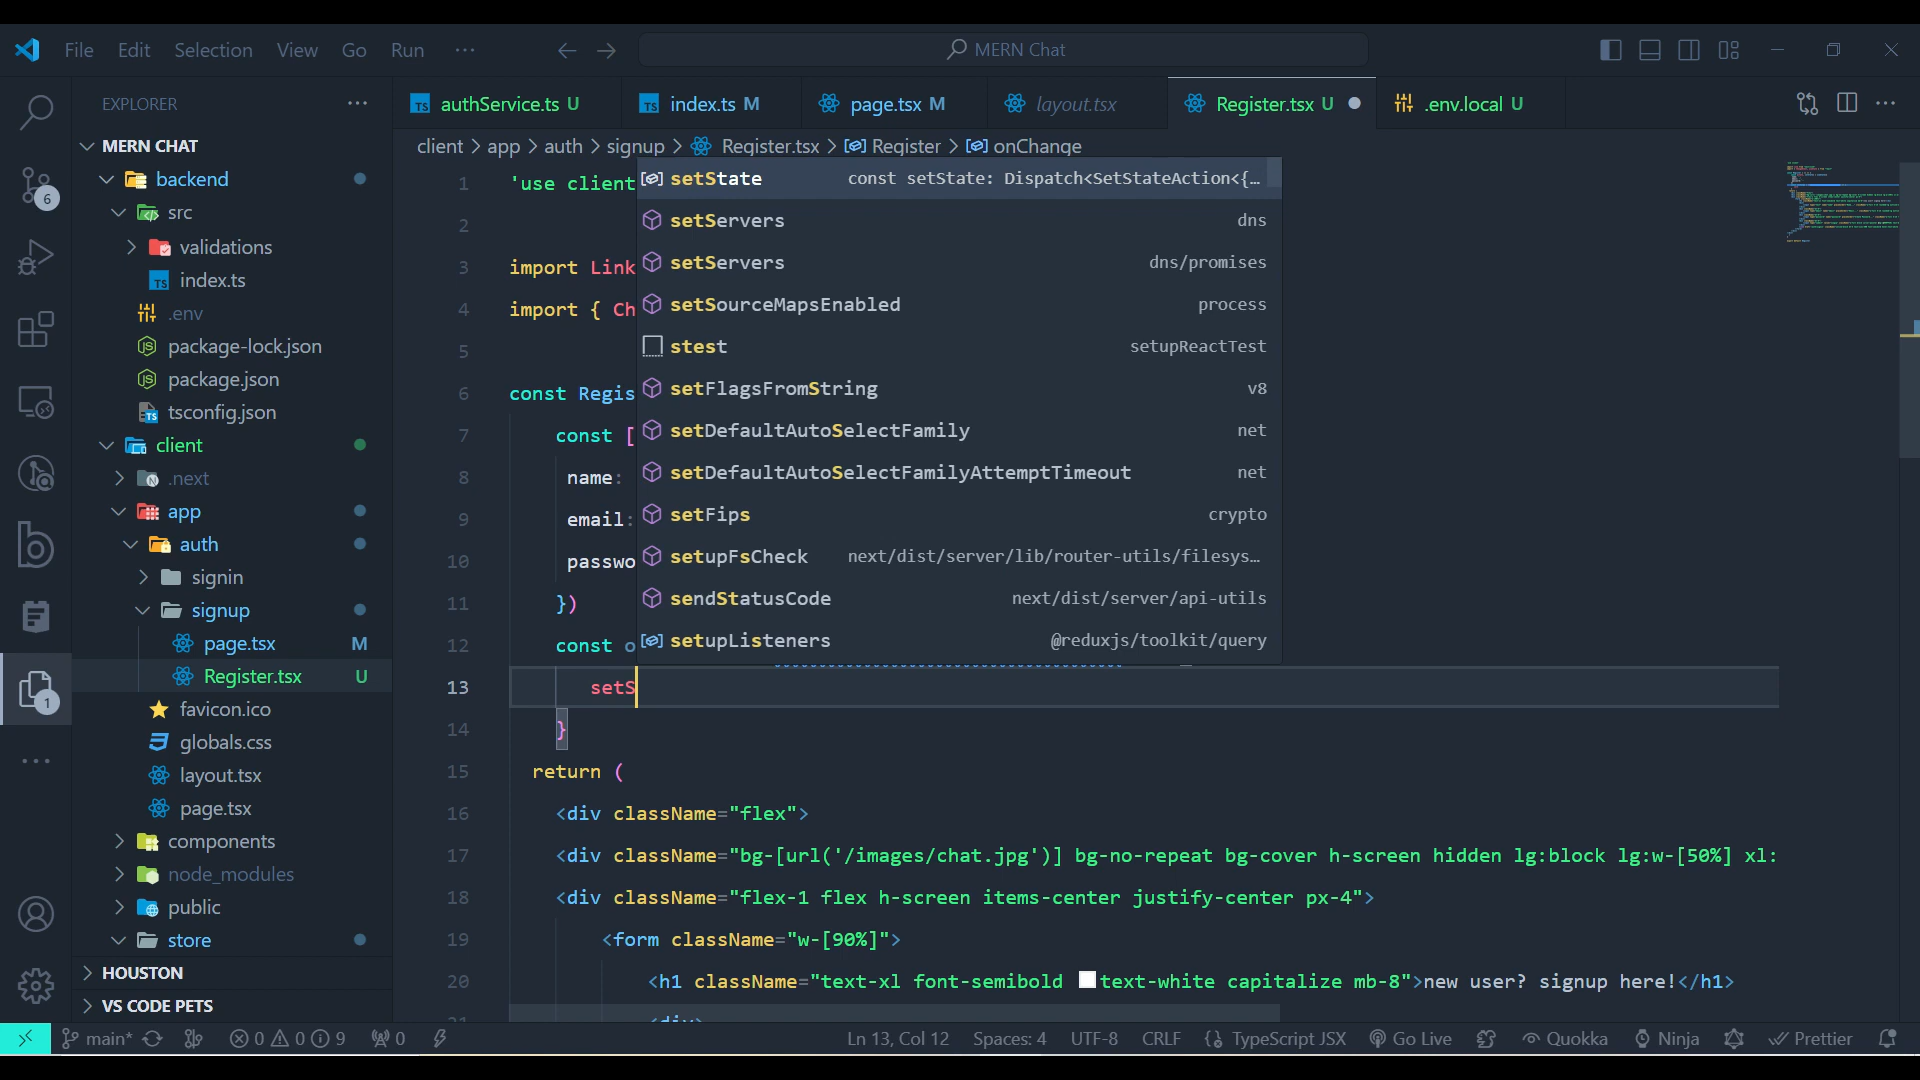 File Edit Selection View Go Run ··· MERN Chat
EXPLORER ···
authService.ts U
index.ts M
page.tsx M
layout.tsx
Register.tsx U
.env.local U
client > app > auth > signup > Register.tsx > Register > onChange
MERN CHAT
backend
src
validations
index.ts
.env
package-lock.json
package.json
tsconfig.json
client
.next
app
auth
signin
signup
page.tsx M
Register.tsx U
favicon.ico
globals.css
layout.tsx
page.tsx
components
node_modules
public
store
HOUSTON
VS CODE PETS
6
1
1 'use client
2
3 import Link
4 import { Ch
5
6 const Regis
7 const [
8 name:
9 email:
10 passwo
11 })
12 const o
13 setS
14 }
15 return (
16 <div className="flex">
17 <div className="bg-[url('/images/chat.jpg')] bg-no-repeat bg-cover h-screen hidden lg:block lg:w-[50%] xl:
18 <div className="flex-1 flex h-screen items-center justify-center px-4">
19 <form className="w-[90%]">
20 <h1 className="text-xl font-semibold text-white capitalize mb-8">new user? signup here!</h1>
21 <div>
setState const setState: Dispatch<SetStateAction<{…
setServers dns
setServers dns/promises
setSourceMapsEnabled process
stest setupReactTest
setFlagsFromString v8
setDefaultAutoSelectFamily net
setDefaultAutoSelectFamilyAttemptTimeout net
setFips crypto
setupFsCheck next/dist/server/lib/router-utils/filesys…
sendStatusCode next/dist/server/api-utils
setupListeners @reduxjs/toolkit/query
main* 0 0 9 0 Ln 13, Col 12 Spaces: 4 UTF-8 CRLF TypeScript JSX Go Live Quokka Ninja Prettier